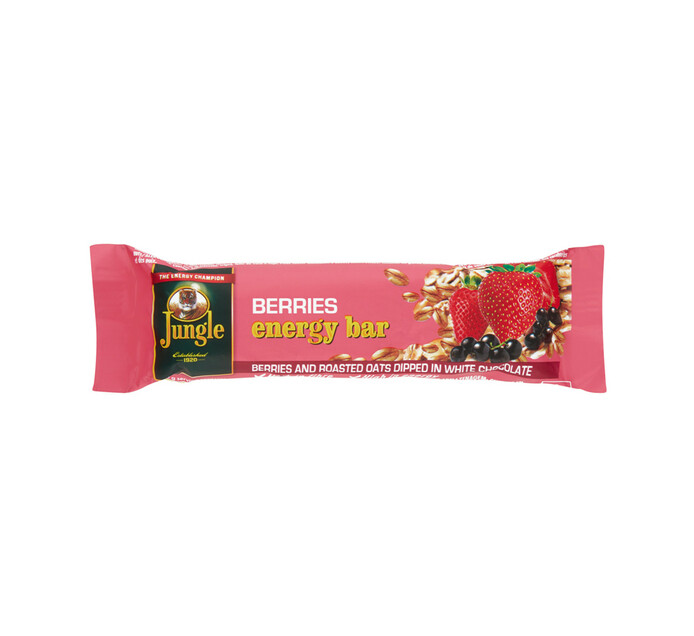 THE ENERGY CHAMPION
Jungle
Established
1920
BERRIES
energy bar
BERRIES AND ROASTED OATS DIPPED IN WHITE CHOCOLATE